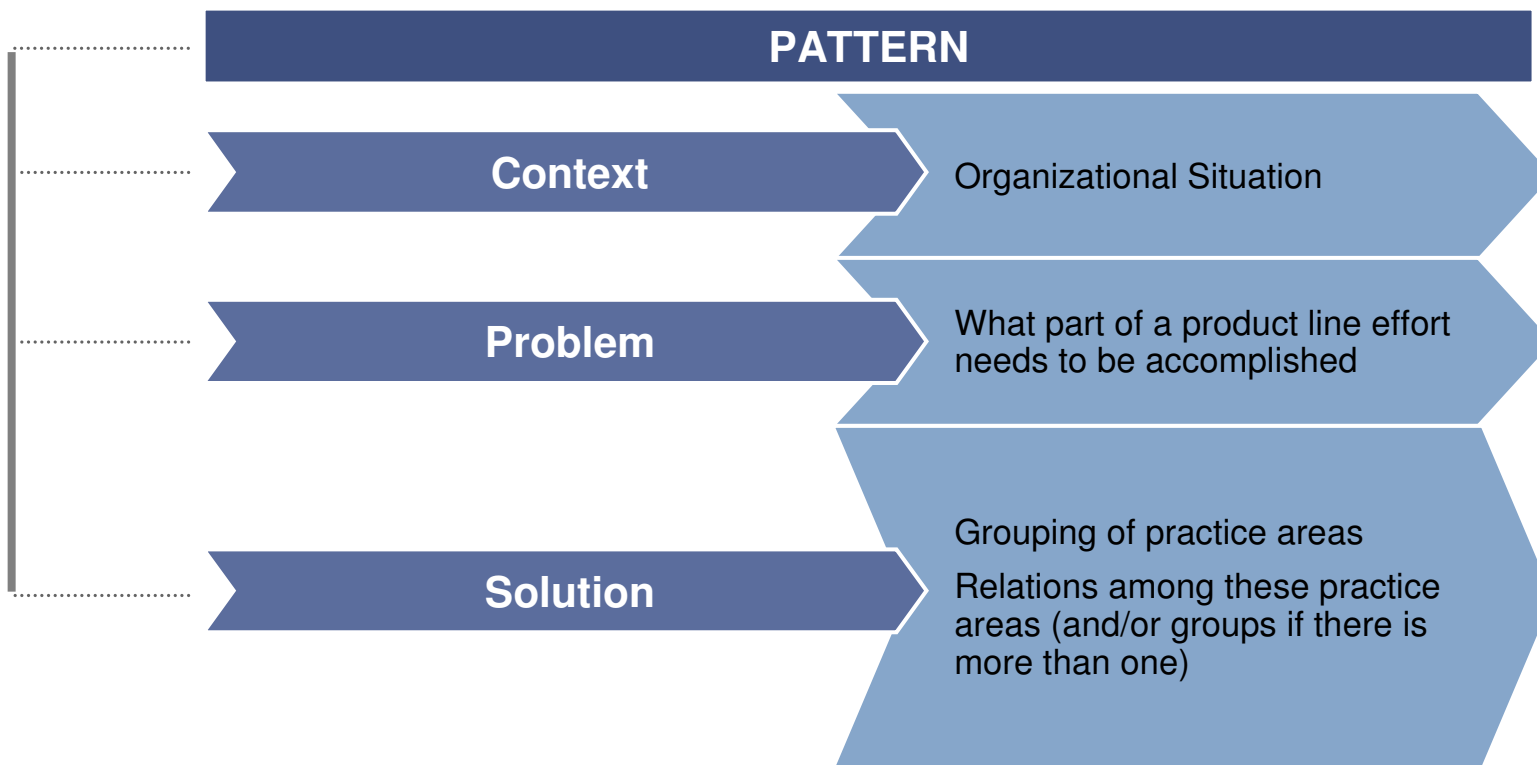 PATTERN
Context
Organizational Situation
Problem
What part of a product line effort
needs to be accomplished
Solution
Grouping of practice areas
Relations among these practice
areas (and/or groups if there is
more than one)